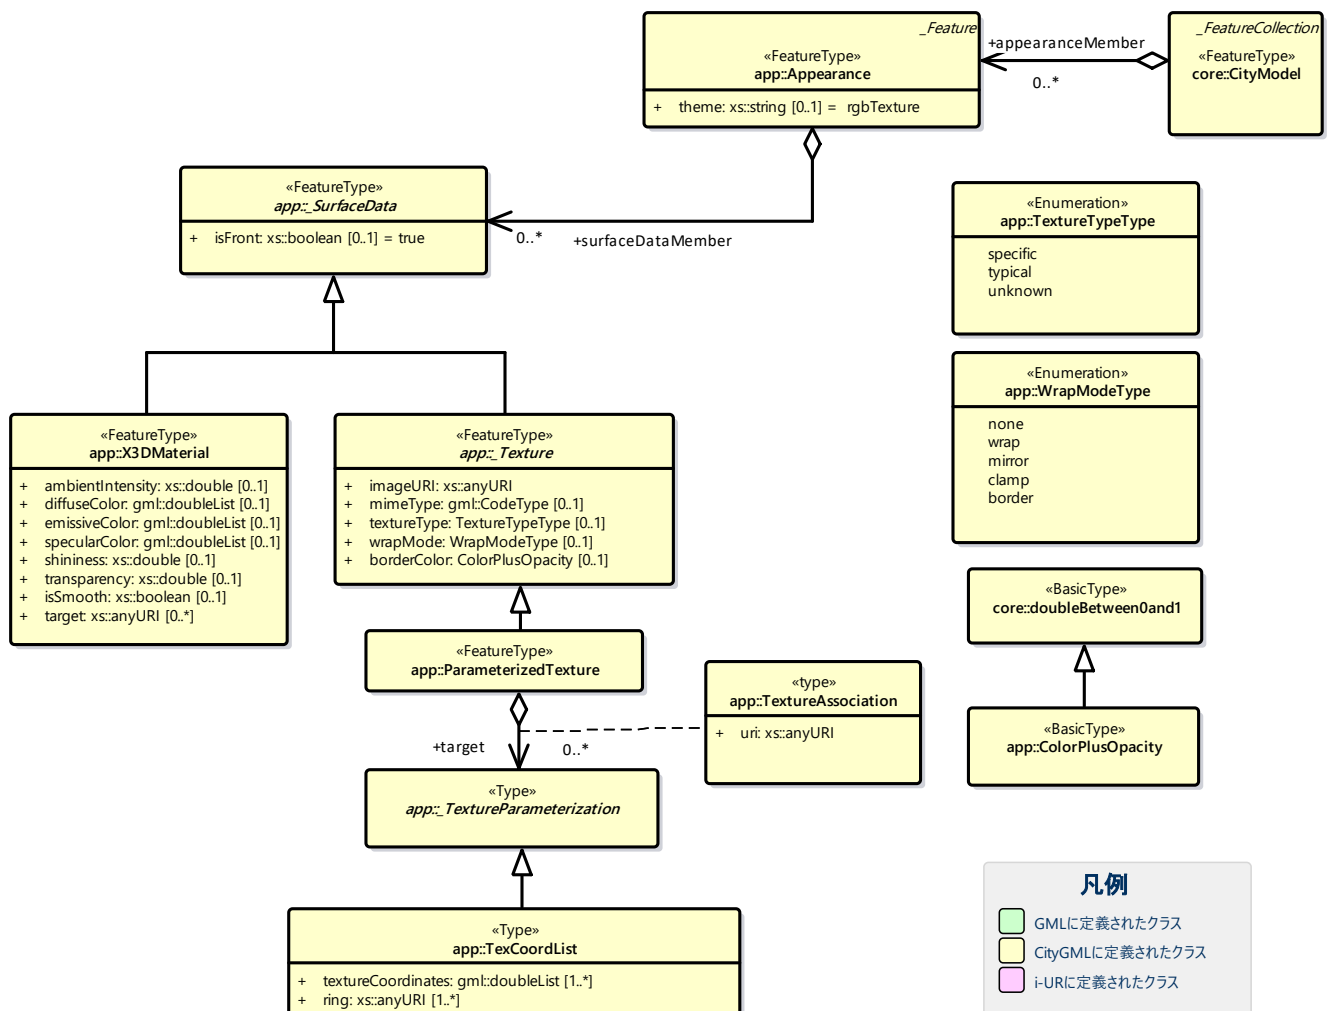 _Feature
«FeatureType»
app::Appearance
+ theme: xs::string [0..1] = rgbTexture
+appearanceMember
0..*
_FeatureCollection
«FeatureType»
core::CityModel
«FeatureType»
app::_SurfaceData
+ isFront: xs::boolean [0..1] = true
0..*
+surfaceDataMember
«Enumeration»
app::TextureTypeType
specific
typical
unknown
«Enumeration»
app::WrapModeType
none
wrap
mirror
clamp
border
«FeatureType»
app::X3DMaterial
+ ambientIntensity: xs::double [0..1]
+ diffuseColor: gml::doubleList [0..1]
+ emissiveColor: gml::doubleList [0..1]
+ specularColor: gml::doubleList [0..1]
+ shininess: xs::double [0..1]
+ transparency: xs::double [0..1]
+ isSmooth: xs::boolean [0..1]
+ target: xs::anyURI [0..*]
«FeatureType»
app::_Texture
+ imageURI: xs::anyURI
+ mimeType: gml::CodeType [0..1]
+ textureType: TextureTypeType [0..1]
+ wrapMode: WrapModeType [0..1]
+ borderColor: ColorPlusOpacity [0..1]
«BasicType»
core::doubleBetween0and1
«FeatureType»
app::ParameterizedTexture
«type»
app::TextureAssociation
+ uri: xs::anyURI
«BasicType»
app::ColorPlusOpacity
+target
0..*
«Type»
app::_TextureParameterization
«Type»
app::TexCoordList
+ textureCoordinates: gml::doubleList [1..*]
+ ring: xs::anyURI [1..*]
凡例
GMLに定義されたクラス
CityGMLに定義されたクラス
i-URに定義されたクラス